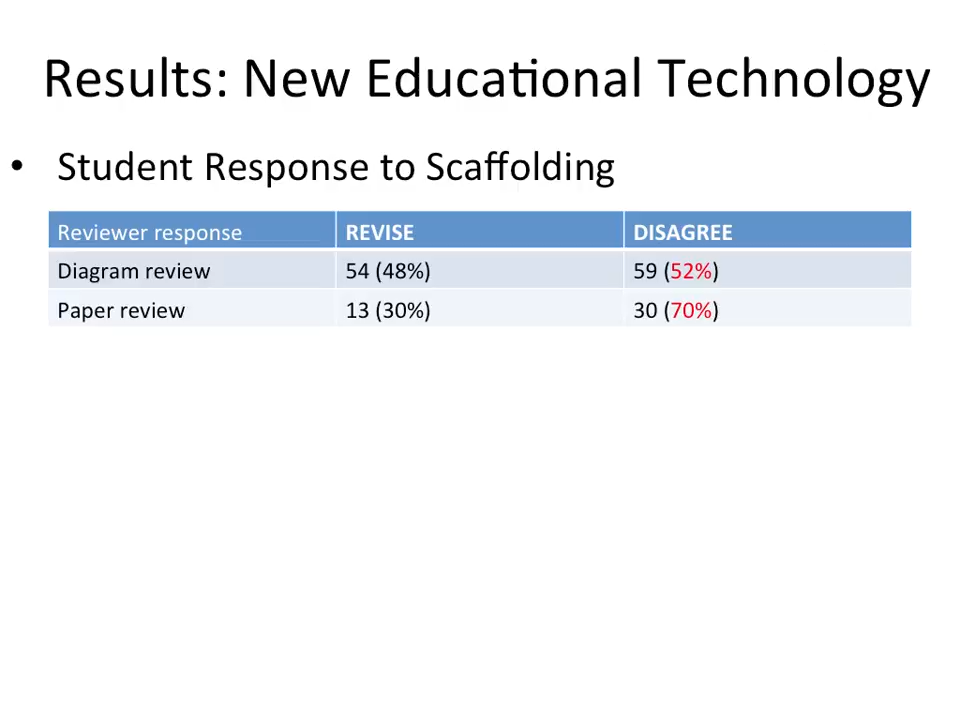 Results: New Educational Technology
• Student Response to Scaffolding
Reviewer response REVISE DISAGREE
Diagram review 54 (48%) 59 (52%)
Paper review 13 (30%) 30 (70%)